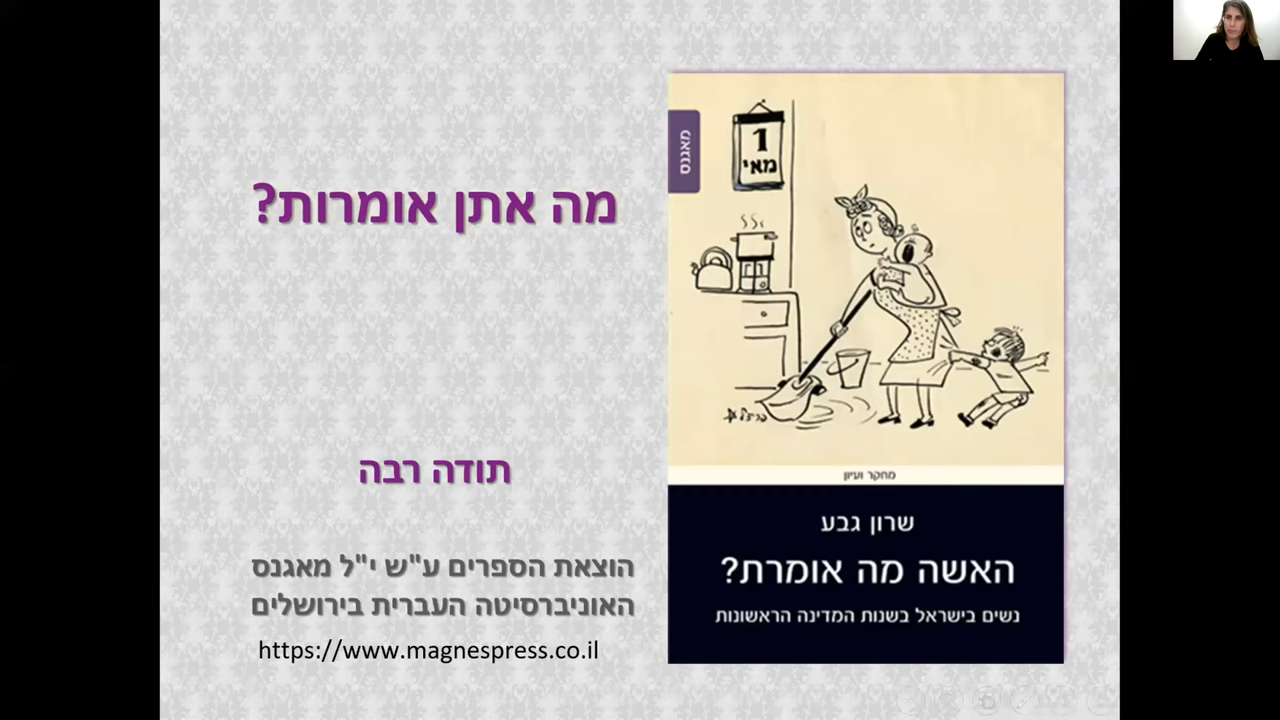 מה אתן אומרות?
תודה רבה
הוצאת הספרים ע"ש י"ל מאגנס
האוניברסיטה העברית בירושלים
https://www.magnespress.co.il
מאגנס
1
מאי
מחקר ועיון
שרון גבע
האשה מה אומרת?
נשים בישראל בשנות המדינה הראשונות